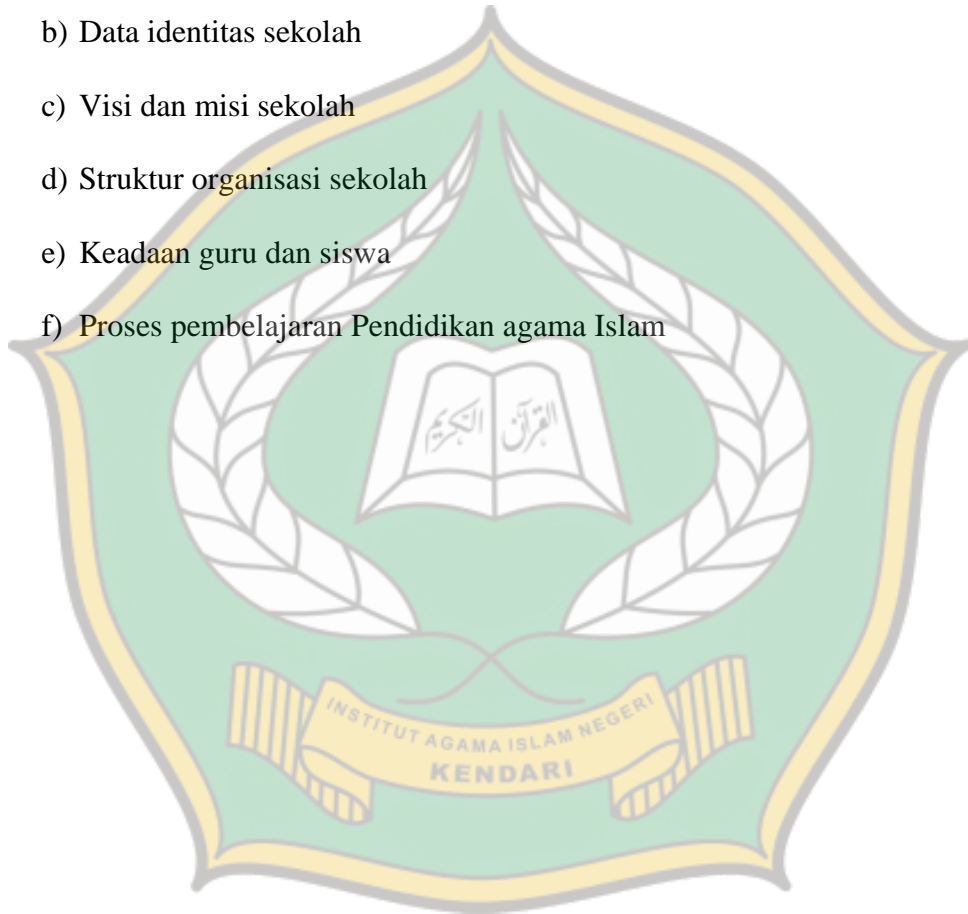 b) Data identitas sekolah
c) Visi dan misi sekolah
d) Struktur organisasi sekolah
e) Keadaan guru dan siswa
f) Proses pembelajaran Pendidikan agama Islam
القرآن الكريم
INSTITUT AGAMA ISLAM NEGERI
KENDARI